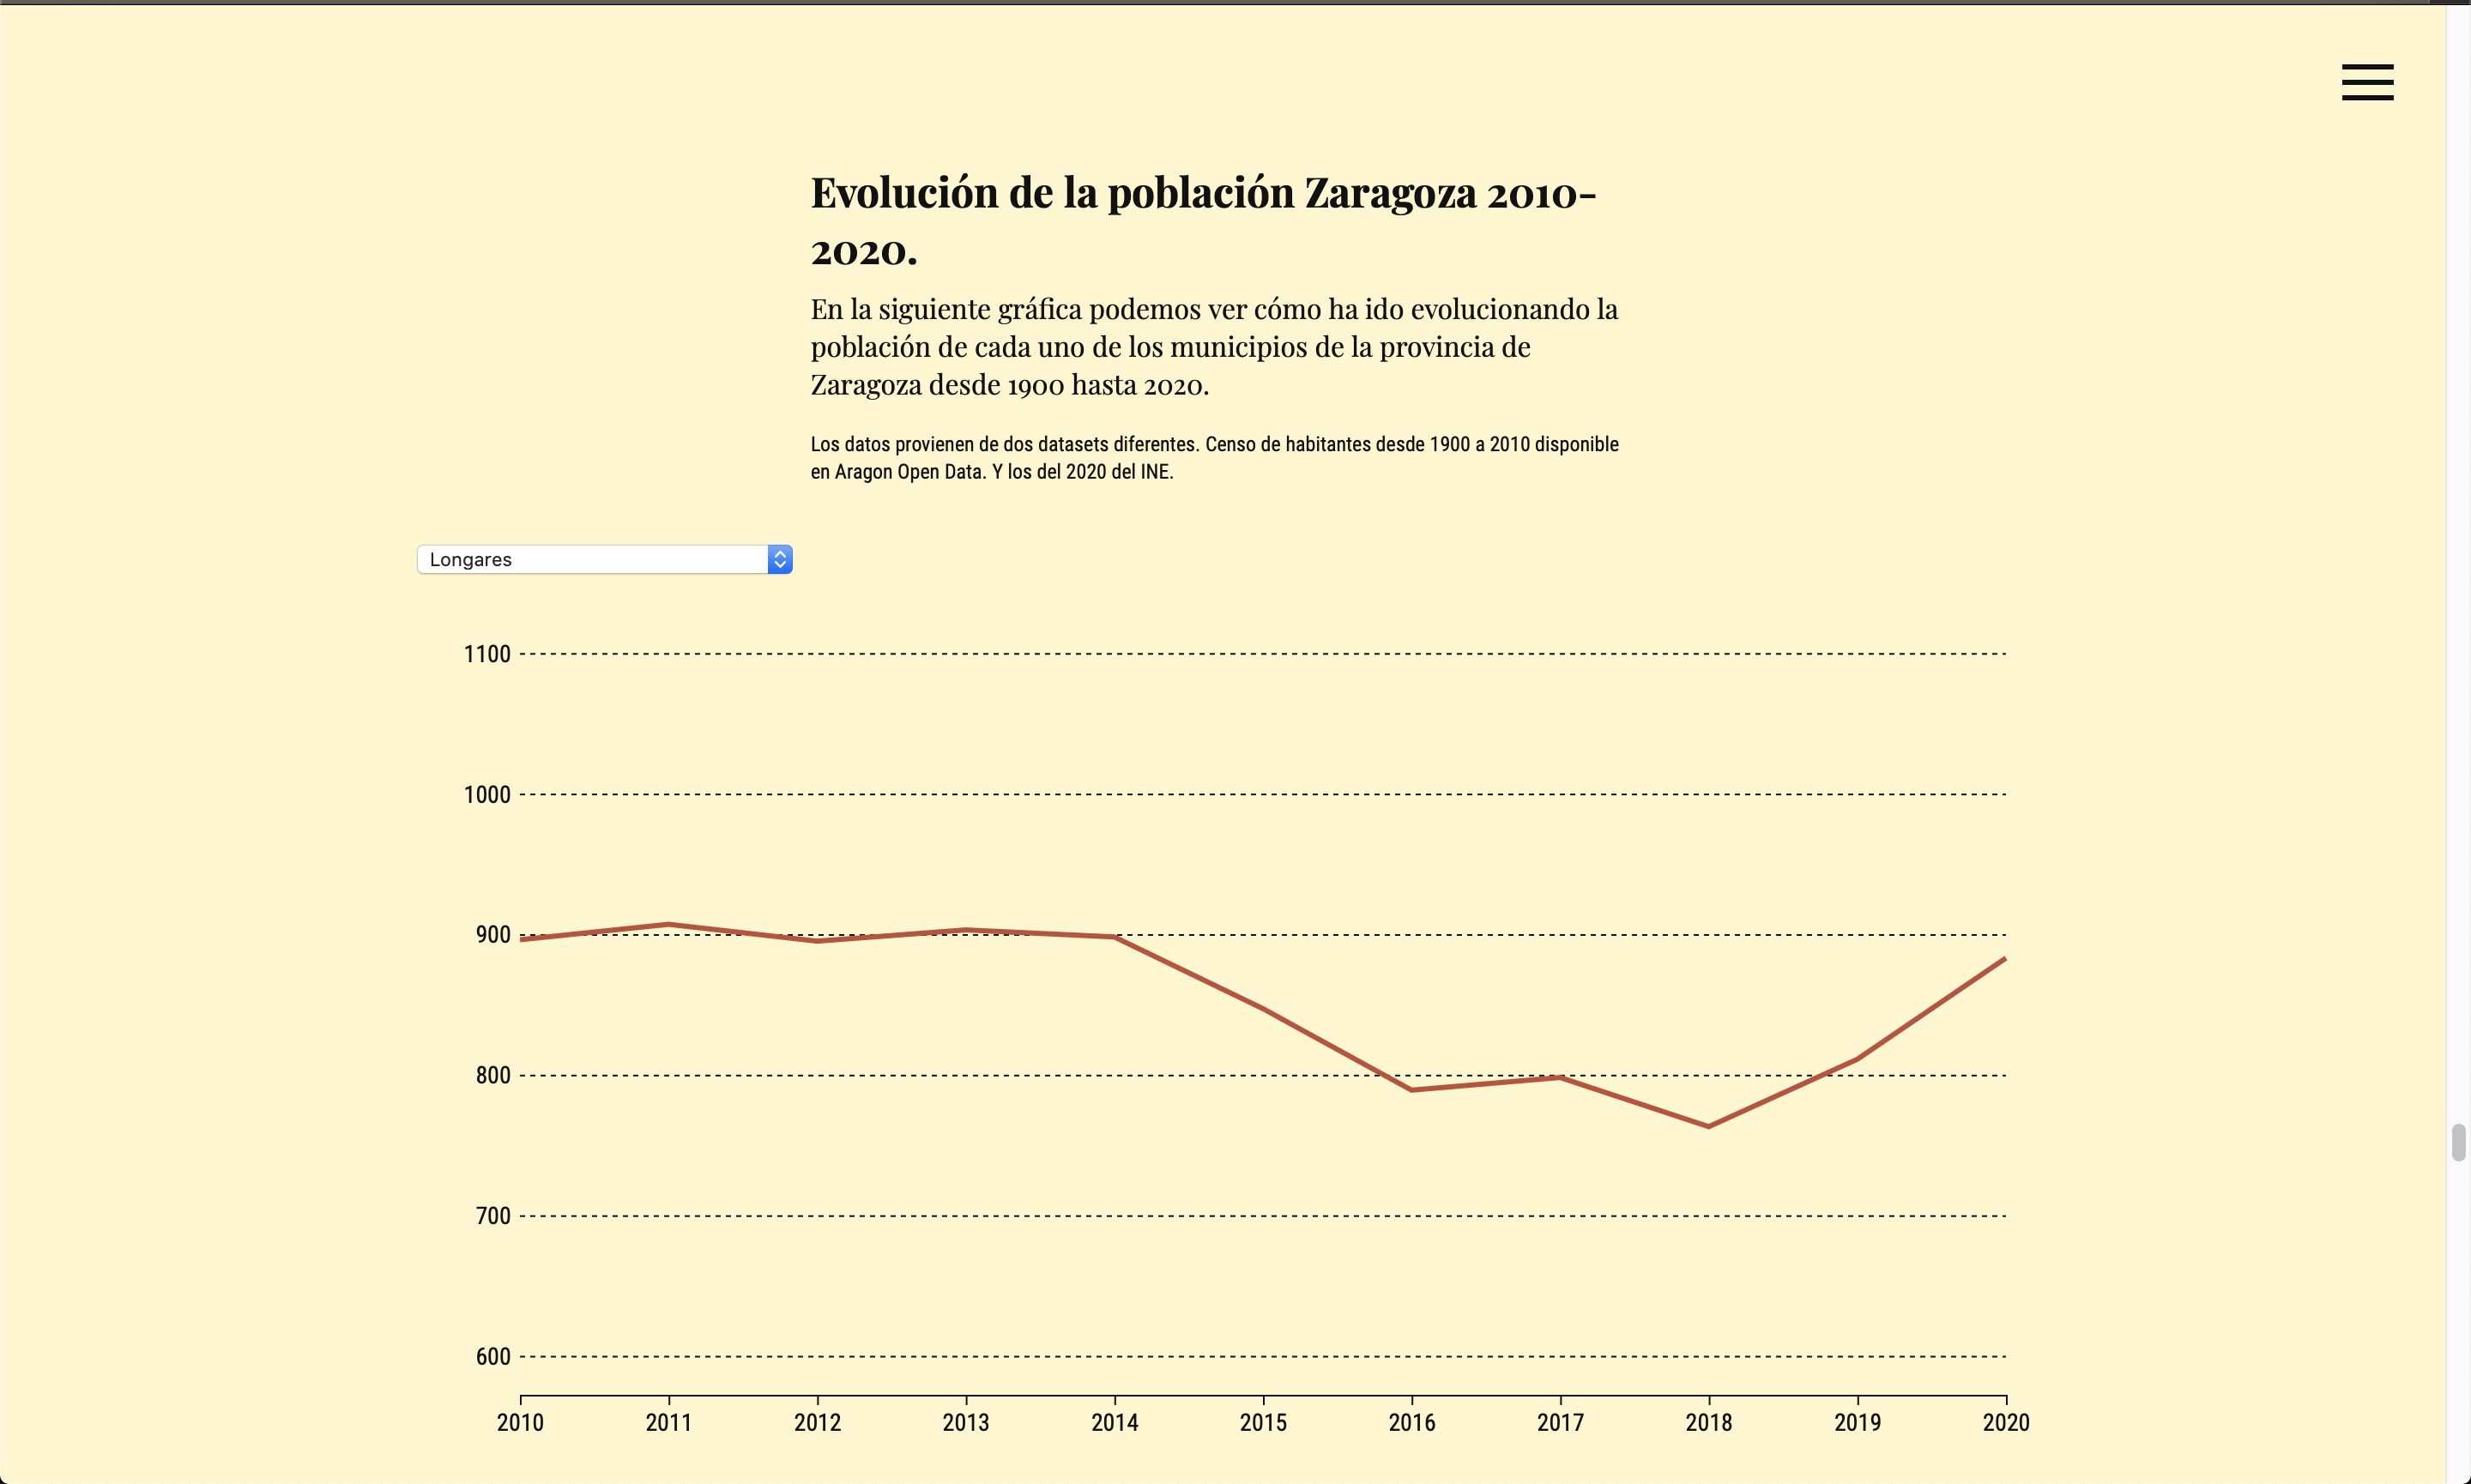 Evolución de la población Zaragoza 2010-
2020.
En la siguiente gráfica podemos ver cómo ha ido evolucionando la
población de cada uno de los municipios de la provincia de
Zaragoza desde 1900 hasta 2020.
Los datos provienen de dos datasets diferentes. Censo de habitantes desde 1900 a 2010 disponible
en Aragon Open Data. Y los del 2020 del INE.
Longares
1100
1000
900
800
700
600
2010 2011 2012 2013 2014 2015 2016 2017 2018 2019 2020